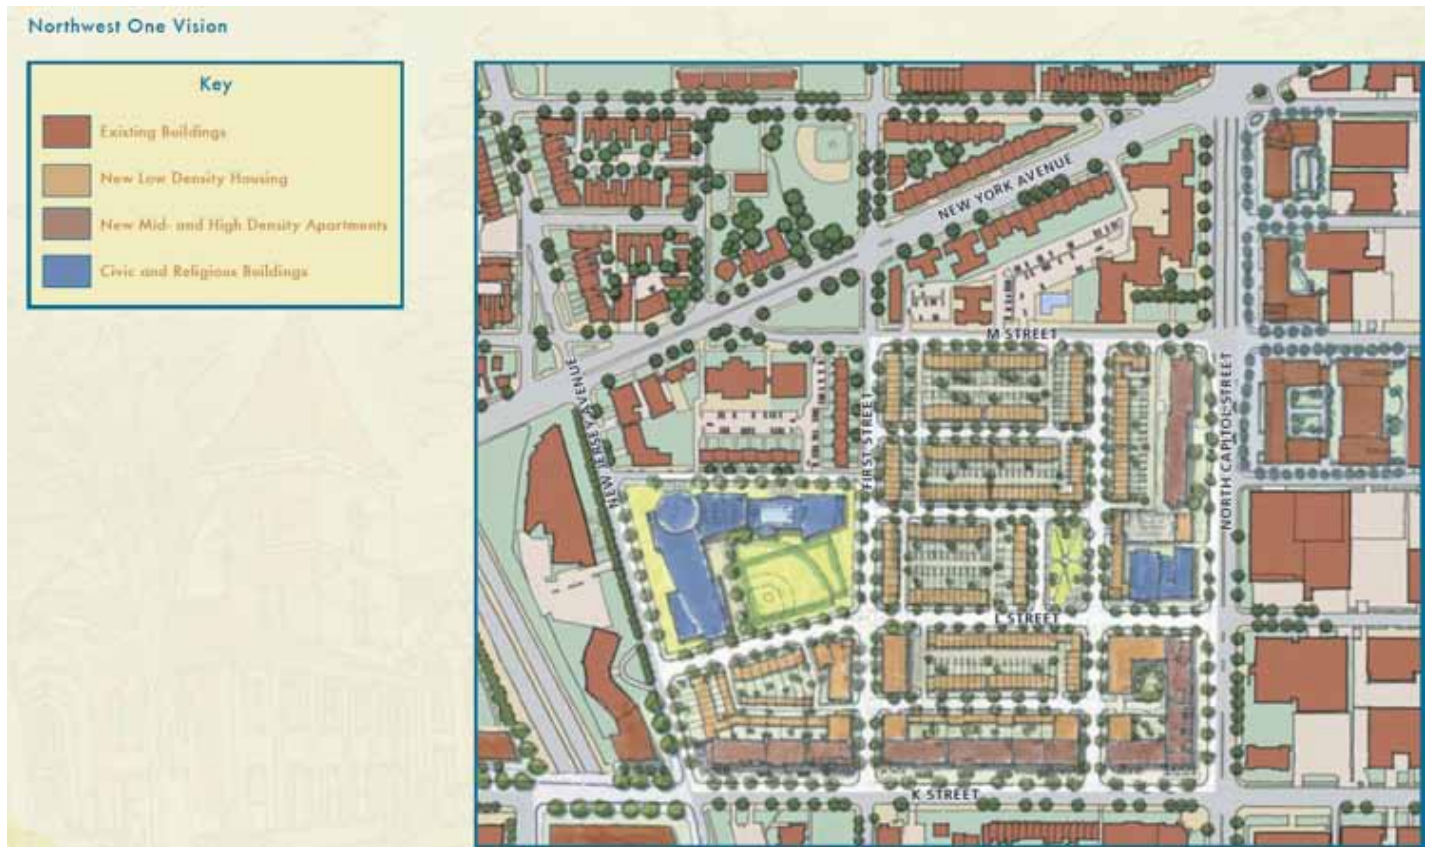 Northwest One Vision
Key
Existing Buildings
New Low Density Housing
New Mid- and High Density Apartments
Civic and Religious Buildings
NEW YORK AVENUE
M STREET
NEW JERSEY AVENUE
FIRST STREET
NORTH CAPITOL STREET
L STREET
K STREET